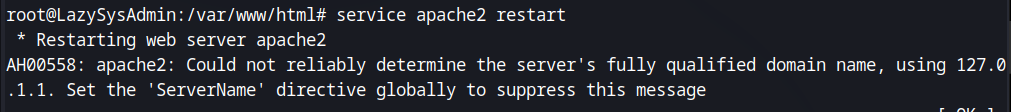 root@LazySysAdmin:/var/www/html# service apache2 restart
 * Restarting web server apache2
AH00558: apache2: Could not reliably determine the server's fully qualified domain name, using 127.0
.1.1. Set the 'ServerName' directive globally to suppress this message
[ OK ]